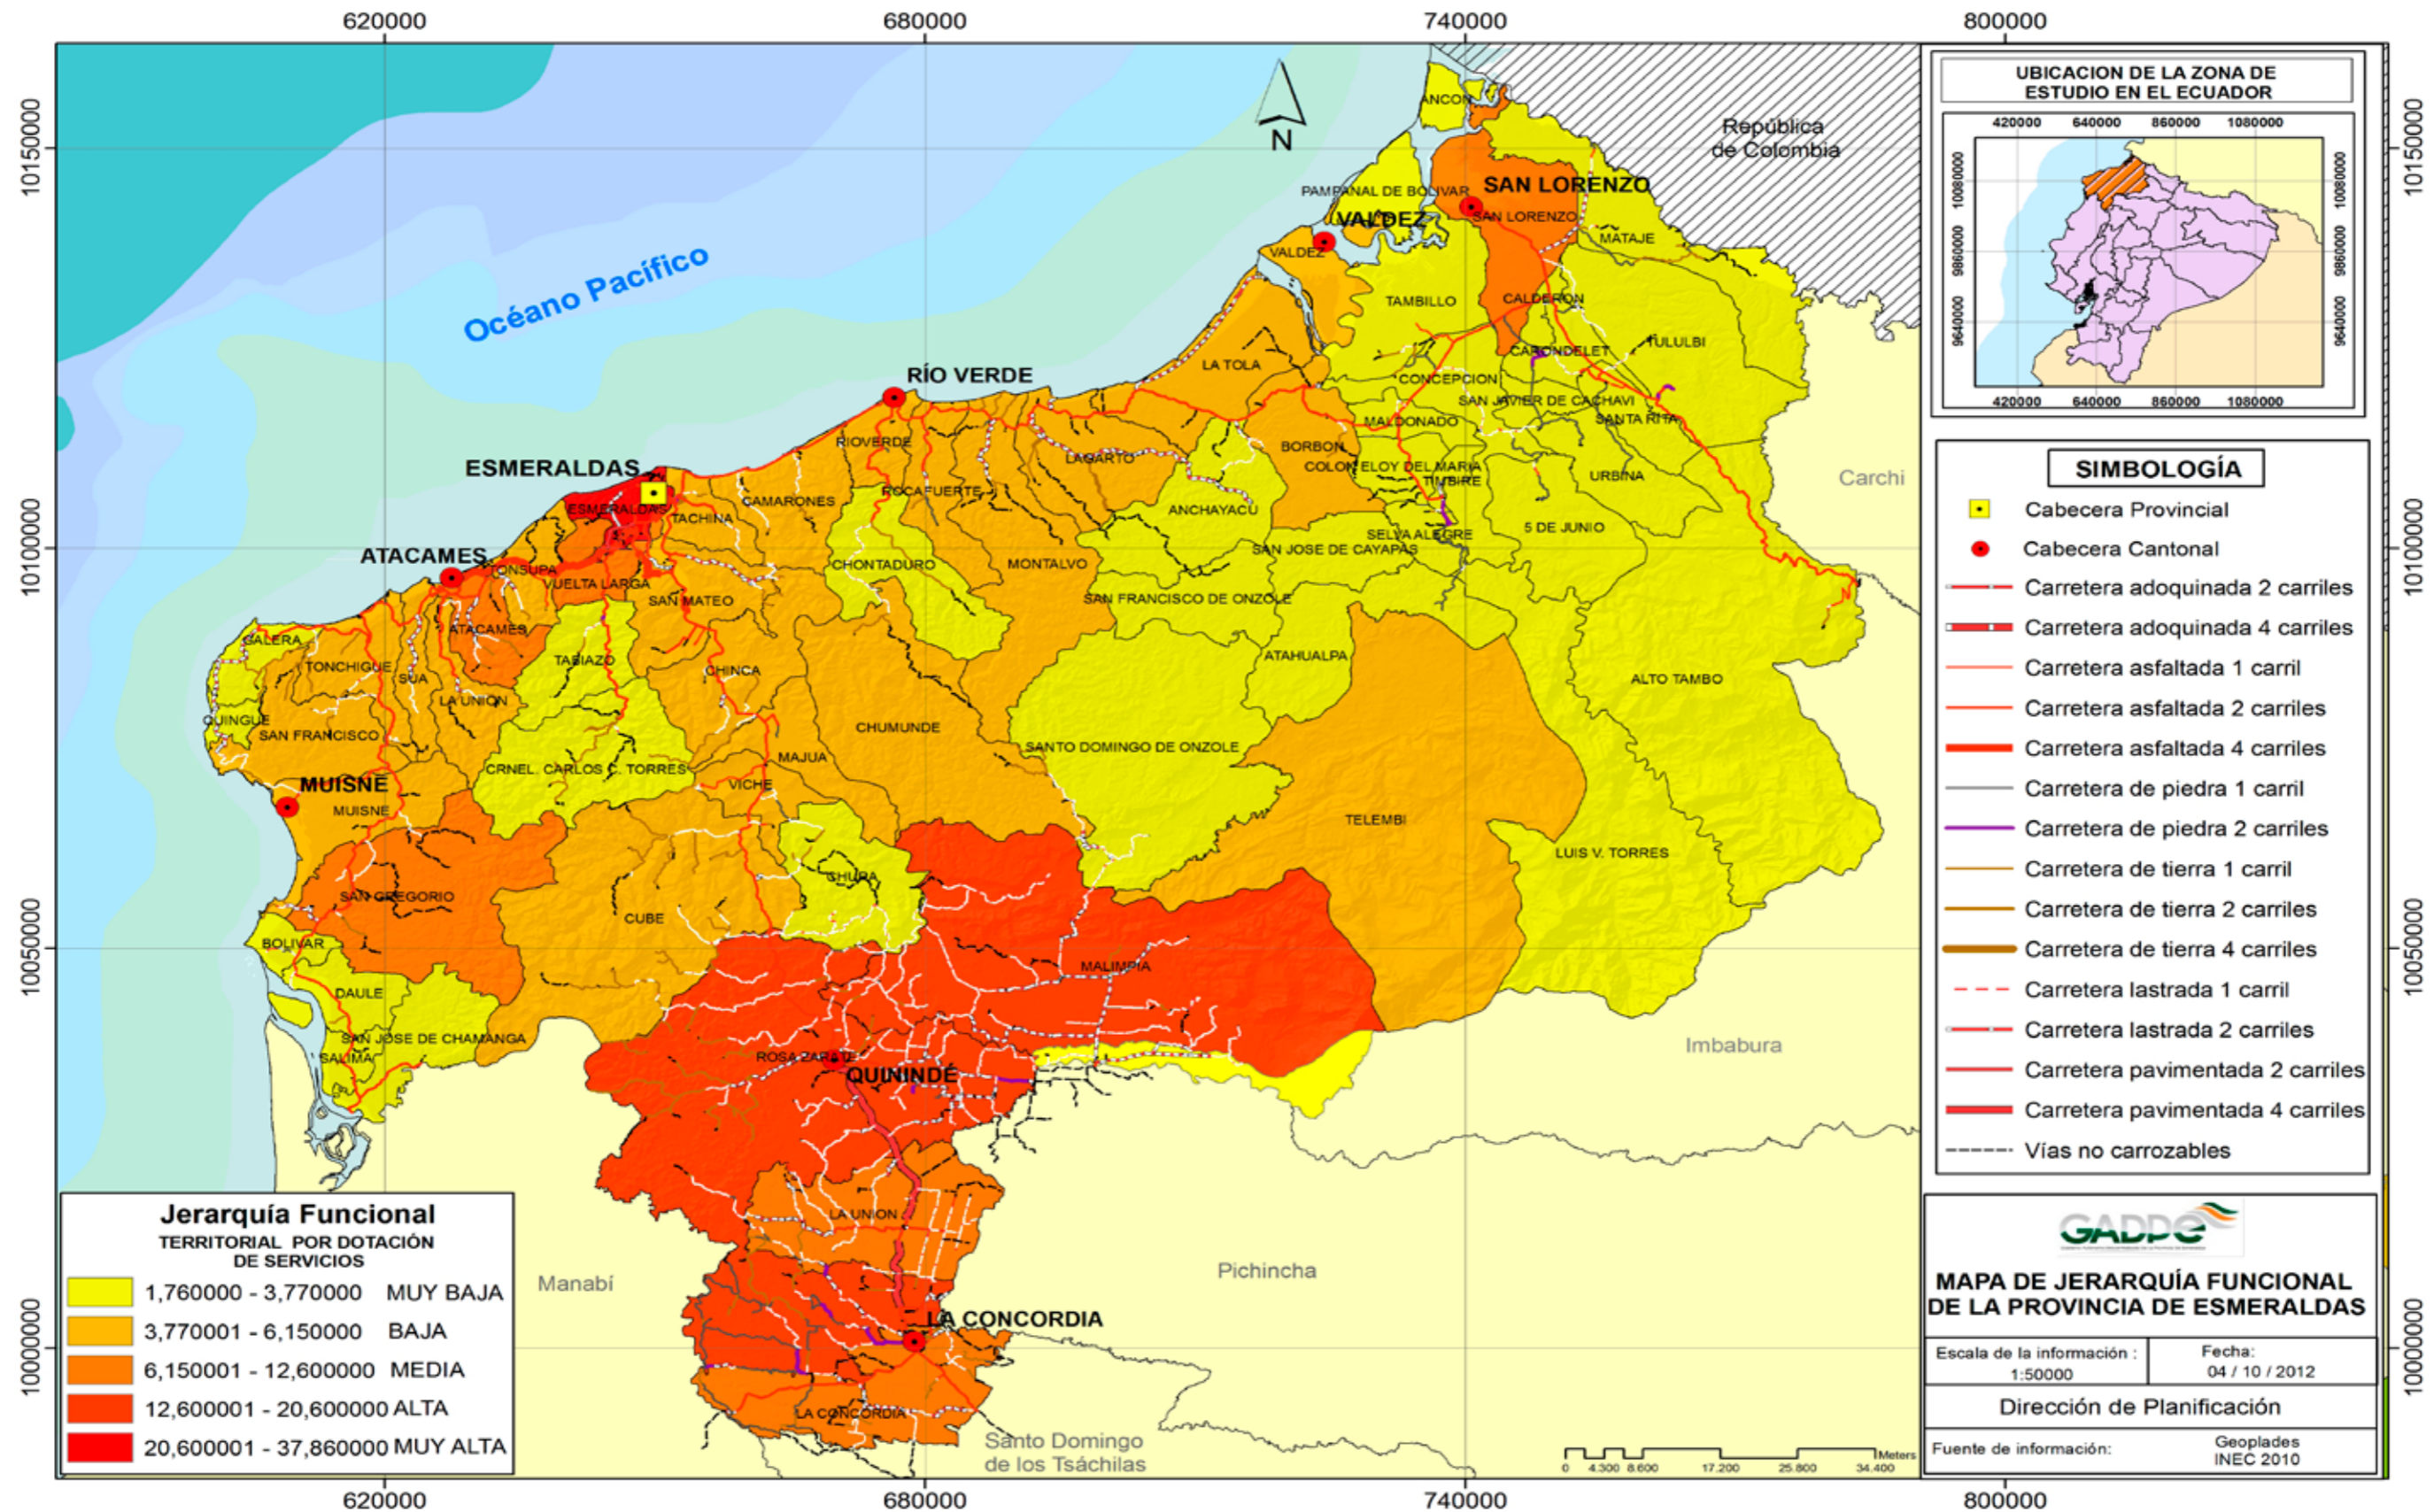 620000
680000
740000
800000
10150000
10100000
10050000
10000000
10150000
10100000
10050000
10000000
620000
680000
740000
800000
N
Océano Pacífico
República
de Colombia
Carchi
Imbabura
Pichincha
Manabí
Santo Domingo
de los Tsáchilas
ANCON
PAMPANAL DE BOLIVAR
SAN LORENZO
SAN LORENZO
VALDEZ
VALDEZ
MATAJE
TAMBILLO
CALDERON
TULULBI
CARONDELET
LA TOLA
CONCEPCION
SAN JAVIER DE CACHAVI
SANTA RITA
MALDONADO
RÍO VERDE
RIOVERDE
LAGARTO
BORBON
COLON ELOY DEL MARIA
TIMBIRE
URBINA
ESMERALDAS
ESMERALDAS
TACHINA
CAMARONES
ROCAFUERTE
ANCHAYACU
5 DE JUNIO
SELVA ALEGRE
SAN JOSE DE CAYAPAS
ATACAMES
TONSUPA
VUELTA LARGA
CHONTADURO
MONTALVO
SAN MATEO
SAN FRANCISCO DE ONZOLE
ATACAMES
GALERA
TONCHIGUE
SUA
TABIAZO
CHINCA
ATAHUALPA
ALTO TAMBO
LA UNION
QUINGUE
SAN FRANCISCO
CHUMUNDE
SANTO DOMINGO DE ONZOLE
CRNEL. CARLOS C. TORRES
MAJUA
VICHE
MUISNE
MUISNE
TELEMBI
LUIS V. TORRES
CHURA
SAN GREGORIO
CUBE
BOLIVAR
MALIMPIA
DAULE
SAN JOSE DE CHAMANGA
SALIMA
ROSA ZARATE
QUININDÉ
LA UNION
LA CONCORDIA
LA CONCORDIA
Jerarquía Funcional
TERRITORIAL POR DOTACIÓN
DE SERVICIOS
1,760000 - 3,770000 MUY BAJA
3,770001 - 6,150000 BAJA
6,150001 - 12,600000 MEDIA
12,600001 - 20,600000 ALTA
20,600001 - 37,860000 MUY ALTA
0 4.300 8.600 17.200 25.800 34.400 Meters
UBICACION DE LA ZONA DE
ESTUDIO EN EL ECUADOR
420000 640000 860000 1080000
10080000
9860000
9640000
10080000
9860000
9640000
420000 640000 860000 1080000
SIMBOLOGÍA
Cabecera Provincial
Cabecera Cantonal
Carretera adoquinada 2 carriles
Carretera adoquinada 4 carriles
Carretera asfaltada 1 carril
Carretera asfaltada 2 carriles
Carretera asfaltada 4 carriles
Carretera de piedra 1 carril
Carretera de piedra 2 carriles
Carretera de tierra 1 carril
Carretera de tierra 2 carriles
Carretera de tierra 4 carriles
Carretera lastrada 1 carril
Carretera lastrada 2 carriles
Carretera pavimentada 2 carriles
Carretera pavimentada 4 carriles
Vías no carrozables
GADPE
MAPA DE JERARQUÍA FUNCIONAL
DE LA PROVINCIA DE ESMERALDAS
Escala de la información :
1:50000
Fecha:
04 / 10 / 2012
Dirección de Planificación
Fuente de información:
Geoplades
INEC 2010